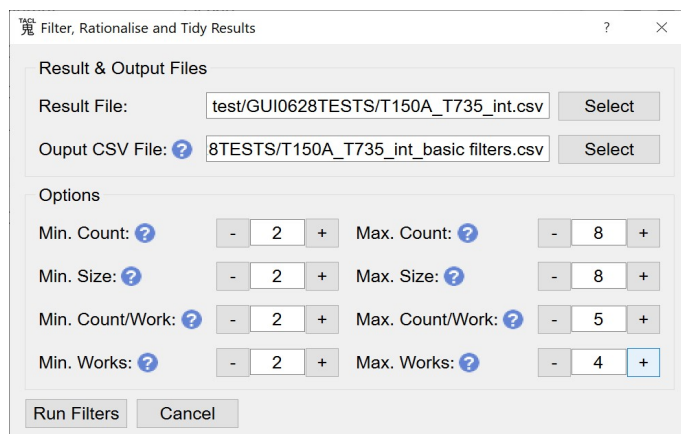 TACL
鬼 Filter, Rationalise and Tidy Results ? ×
Result & Output Files
Result File: test/GUI0628TESTS/T150A_T735_int.csv Select
Ouput CSV File: ? 8TESTS/T150A_T735_int_basic filters.csv Select
Options
Min. Count: ? - 2 + Max. Count: ? - 8 +
Min. Size: ? - 2 + Max. Size: ? - 8 +
Min. Count/Work: ? - 2 + Max. Count/Work: ? - 5 +
Min. Works: ? - 2 + Max. Works: ? - 4 +
Run Filters Cancel